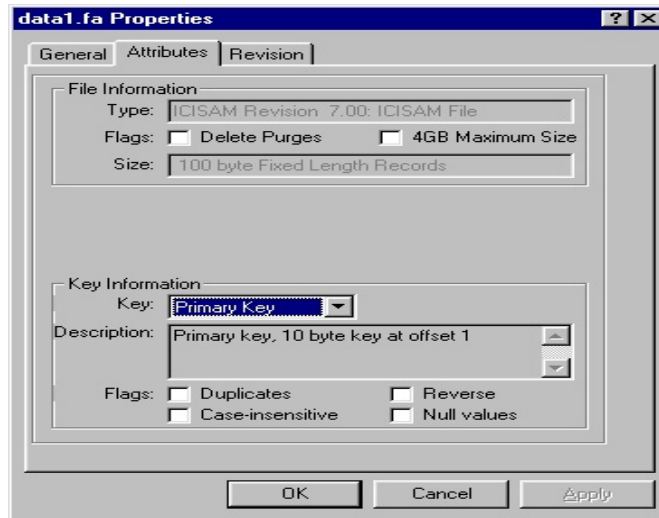 data1.fa Properties
General Attributes Revision
File Information
Type: ICISAM Revision 7.00: ICISAM File
Flags: Delete Purges 4GB Maximum Size
Size: 100 byte Fixed Length Records
Key Information
Key: Primary Key
Description: Primary key, 10 byte key at offset 1
Flags: Duplicates Reverse
Case-insensitive Null values
OK Cancel Apply